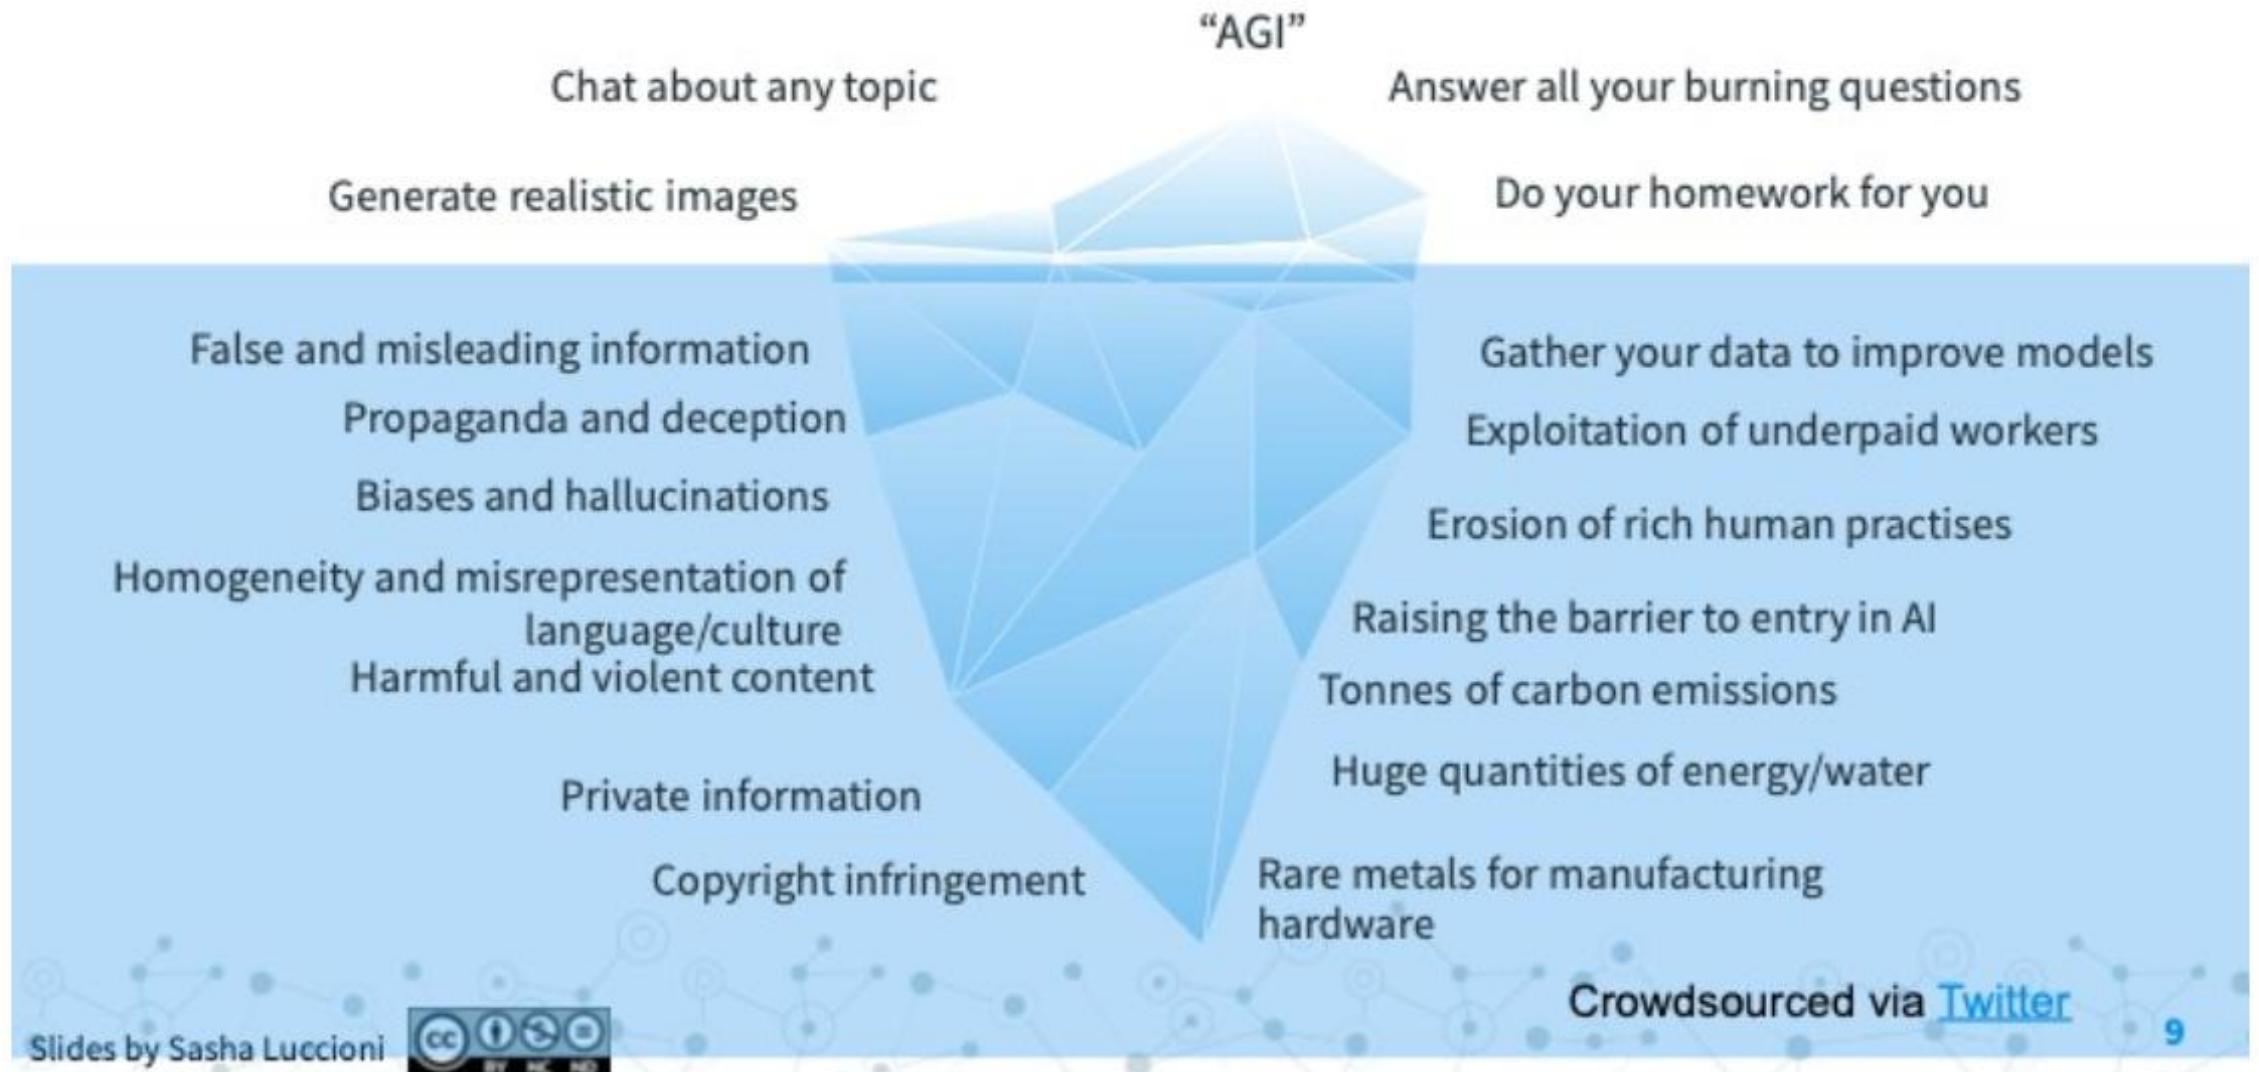 “AGI”
Chat about any topic
Answer all your burning questions
Generate realistic images
Do your homework for you
False and misleading information
Propaganda and deception
Biases and hallucinations
Homogeneity and misrepresentation of
language/culture
Harmful and violent content
Private information
Copyright infringement
Gather your data to improve models
Exploitation of underpaid workers
Erosion of rich human practises
Raising the barrier to entry in AI
Tonnes of carbon emissions
Huge quantities of energy/water
Rare metals for manufacturing
hardware
Crowdsourced via Twitter
Slides by Sasha Luccioni
cc
BY NC ND
9